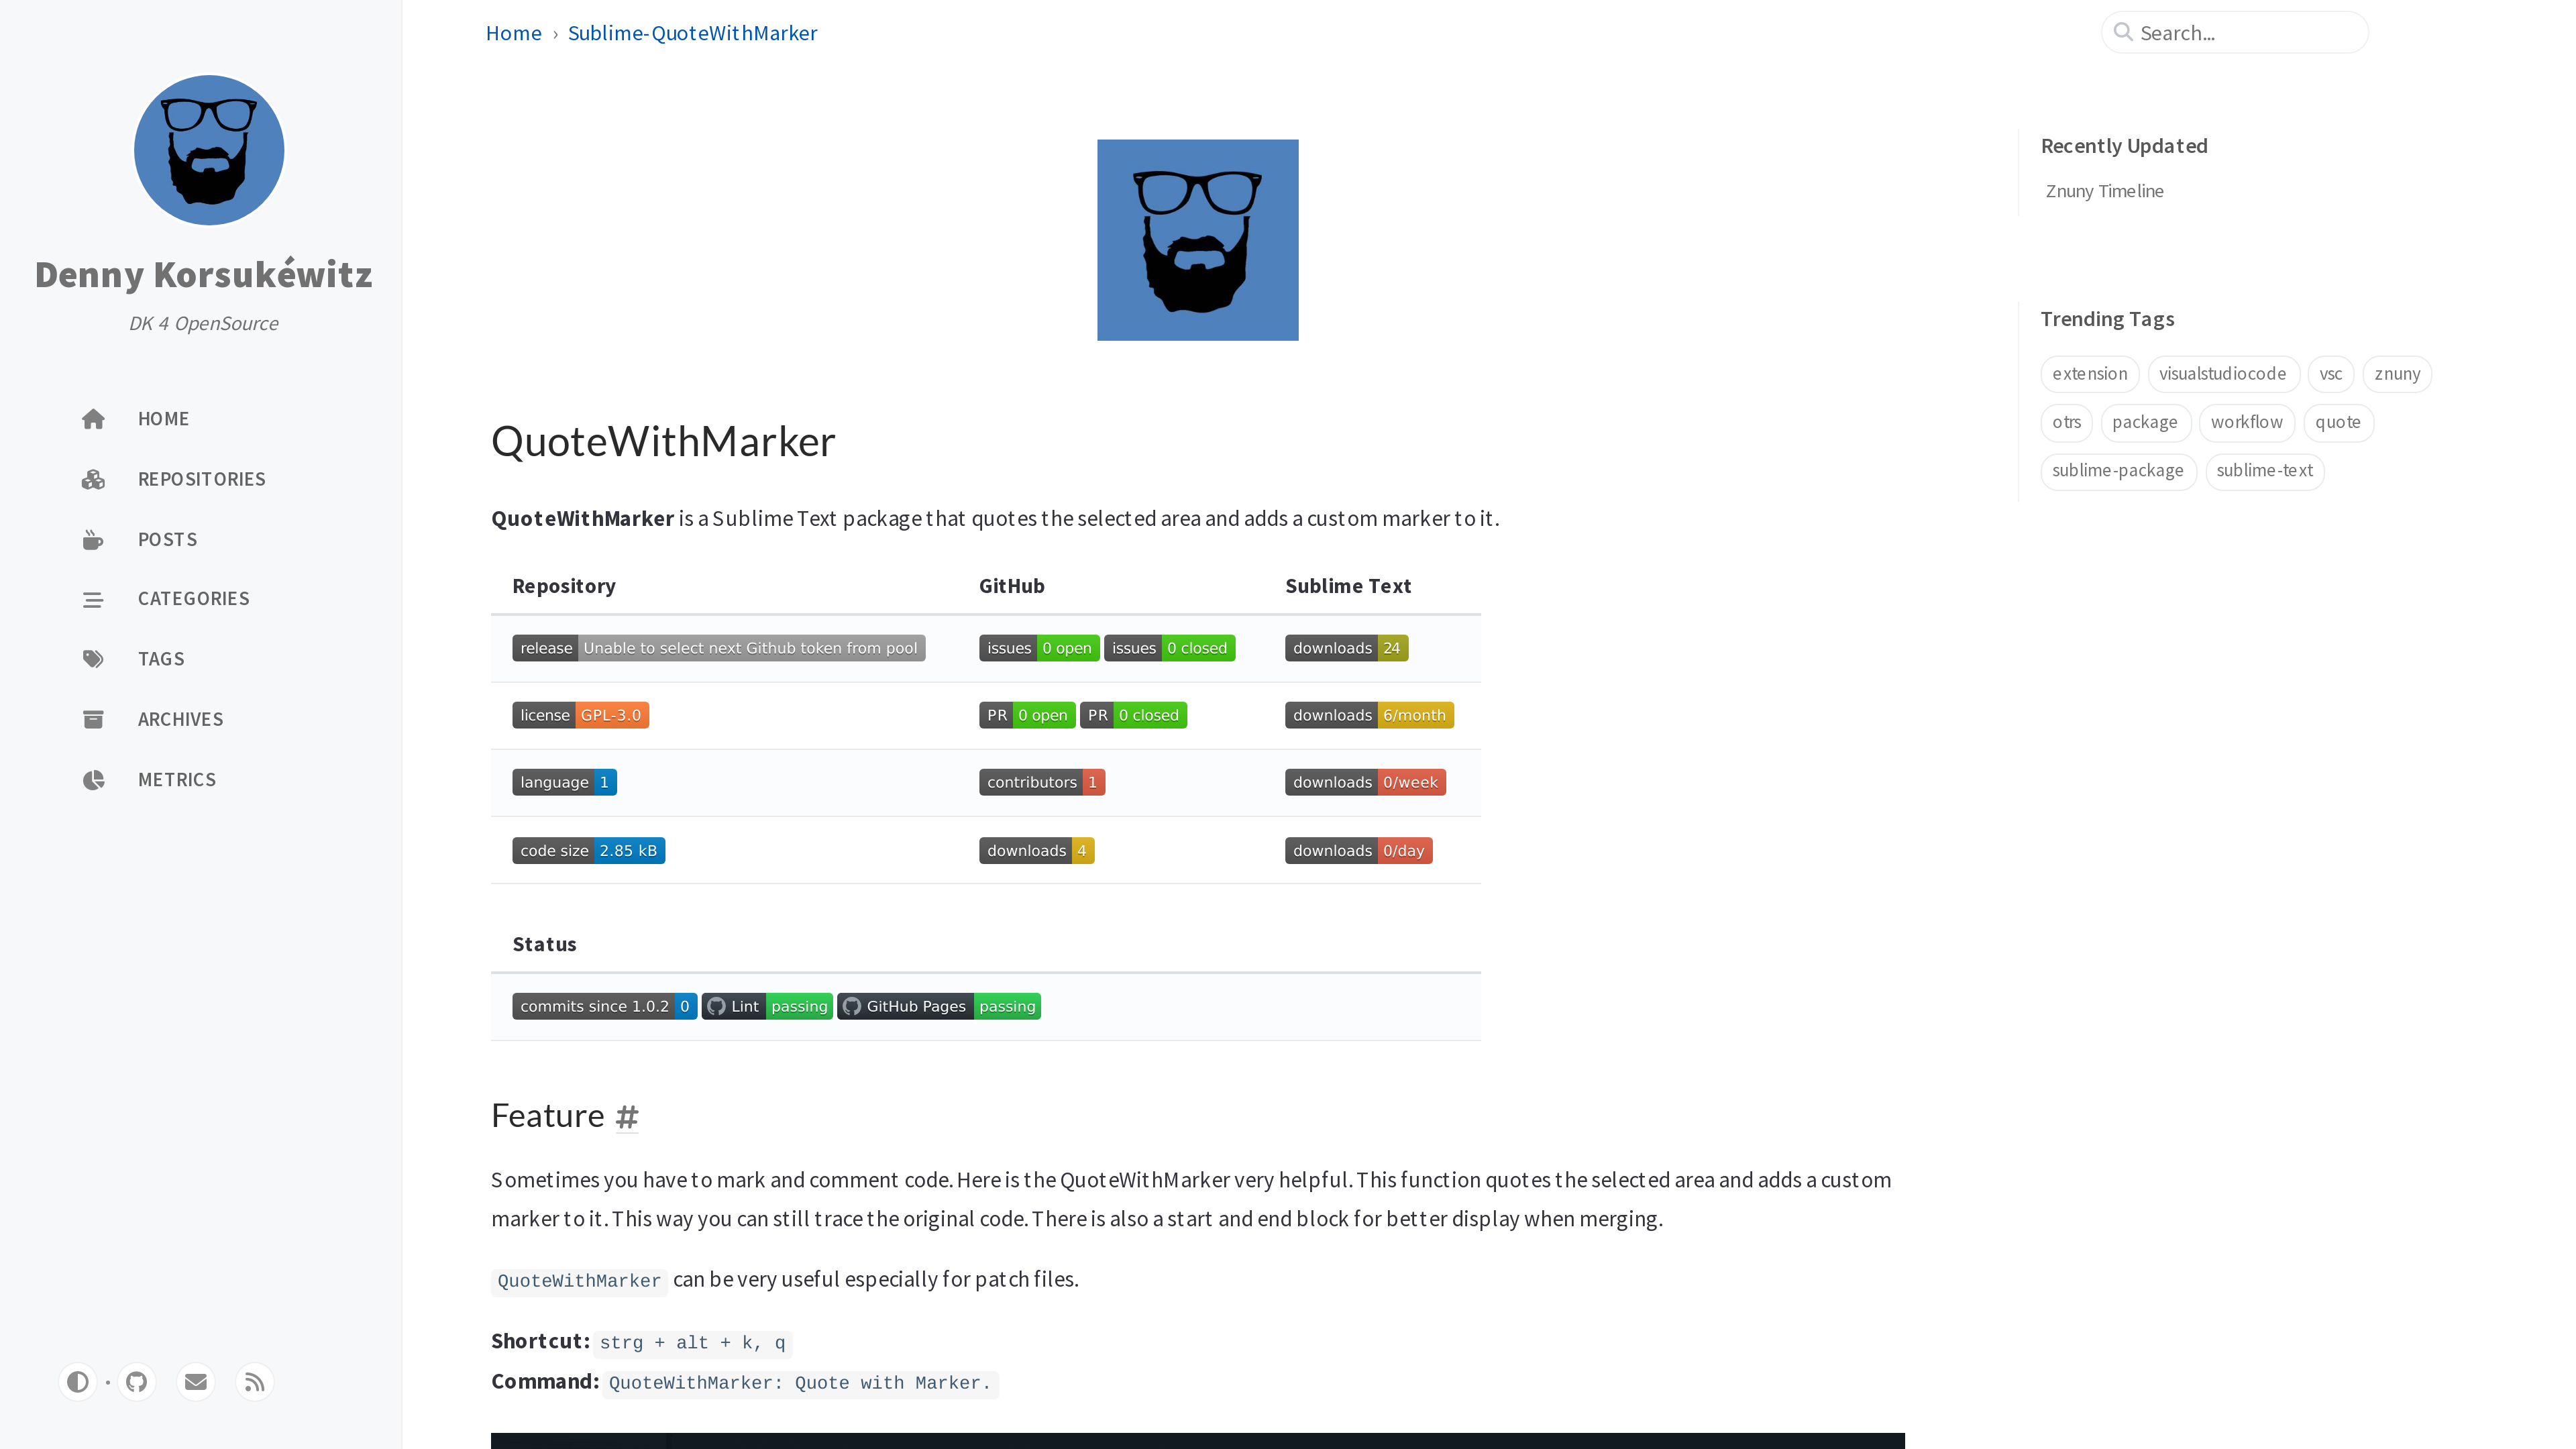 Denny Korsukéwitz
DK 4 OpenSource
HOME
REPOSITORIES
POSTS
CATEGORIES
TAGS
ARCHIVES
METRICS
Home › Sublime-QuoteWithMarker
Search...
QuoteWithMarker
QuoteWithMarker is a Sublime Text package that quotes the selected area and adds a custom marker to it.
Repository GitHub Sublime Text
release Unable to select next Github token from pool issues 0 open issues 0 closed downloads 24
license GPL-3.0 PR 0 open PR 0 closed downloads 6/month
language 1 contributors 1 downloads 0/week
code size 2.85 kB downloads 4 downloads 0/day
Status
commits since 1.0.2 0 Lint passing GitHub Pages passing
Feature #
Sometimes you have to mark and comment code. Here is the QuoteWithMarker very helpful. This function quotes the selected area and adds a custom
marker to it. This way you can still trace the original code. There is also a start and end block for better display when merging.
QuoteWithMarker can be very useful especially for patch files.
Shortcut: strg + alt + k, q
Command: QuoteWithMarker: Quote with Marker.
Recently Updated
Znuny Timeline
Trending Tags
extension visualstudiocode vsc znuny
otrs package workflow quote
sublime-package sublime-text